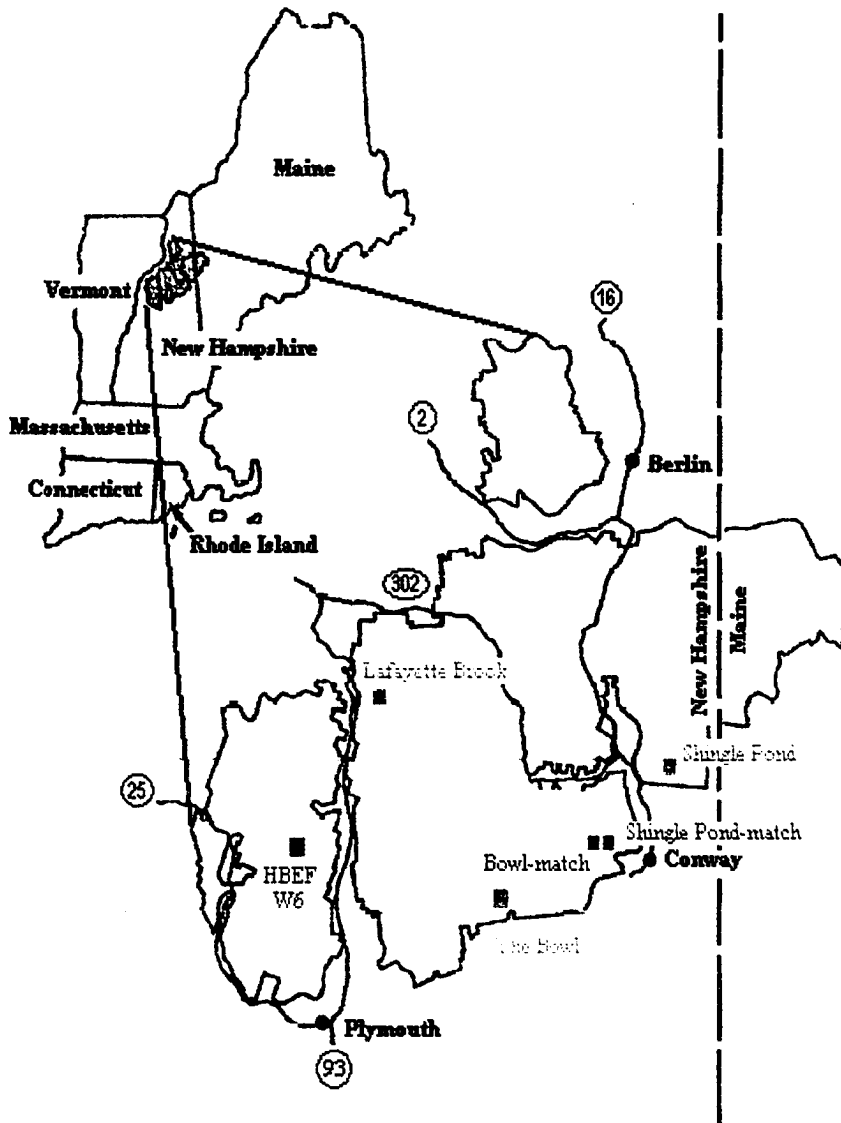 Maine
Vermont
16
New Hampshire
2
Massachusetts
Berlin
Connecticut
Rhode Island
302
New Hampshire
Maine
Lafayette Brook
Shingle Pond
25
Shingle Pond-match
HBEF
W6
Bowl-match
Conway
The Bowl
Plymouth
93